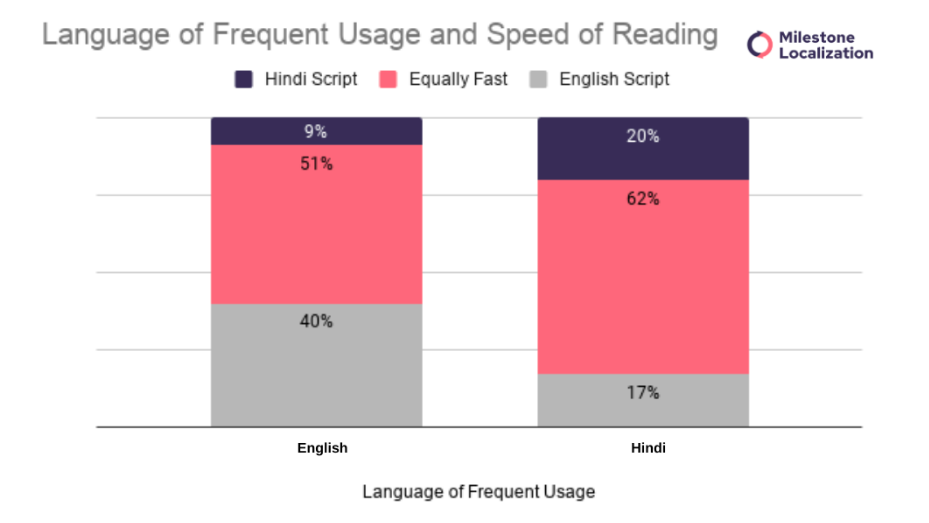 Language of Frequent Usage and Speed of Reading
Milestone
Localization
Hindi Script Equally Fast English Script
9% 20%
51% 62%
40% 17%
English Hindi
Language of Frequent Usage